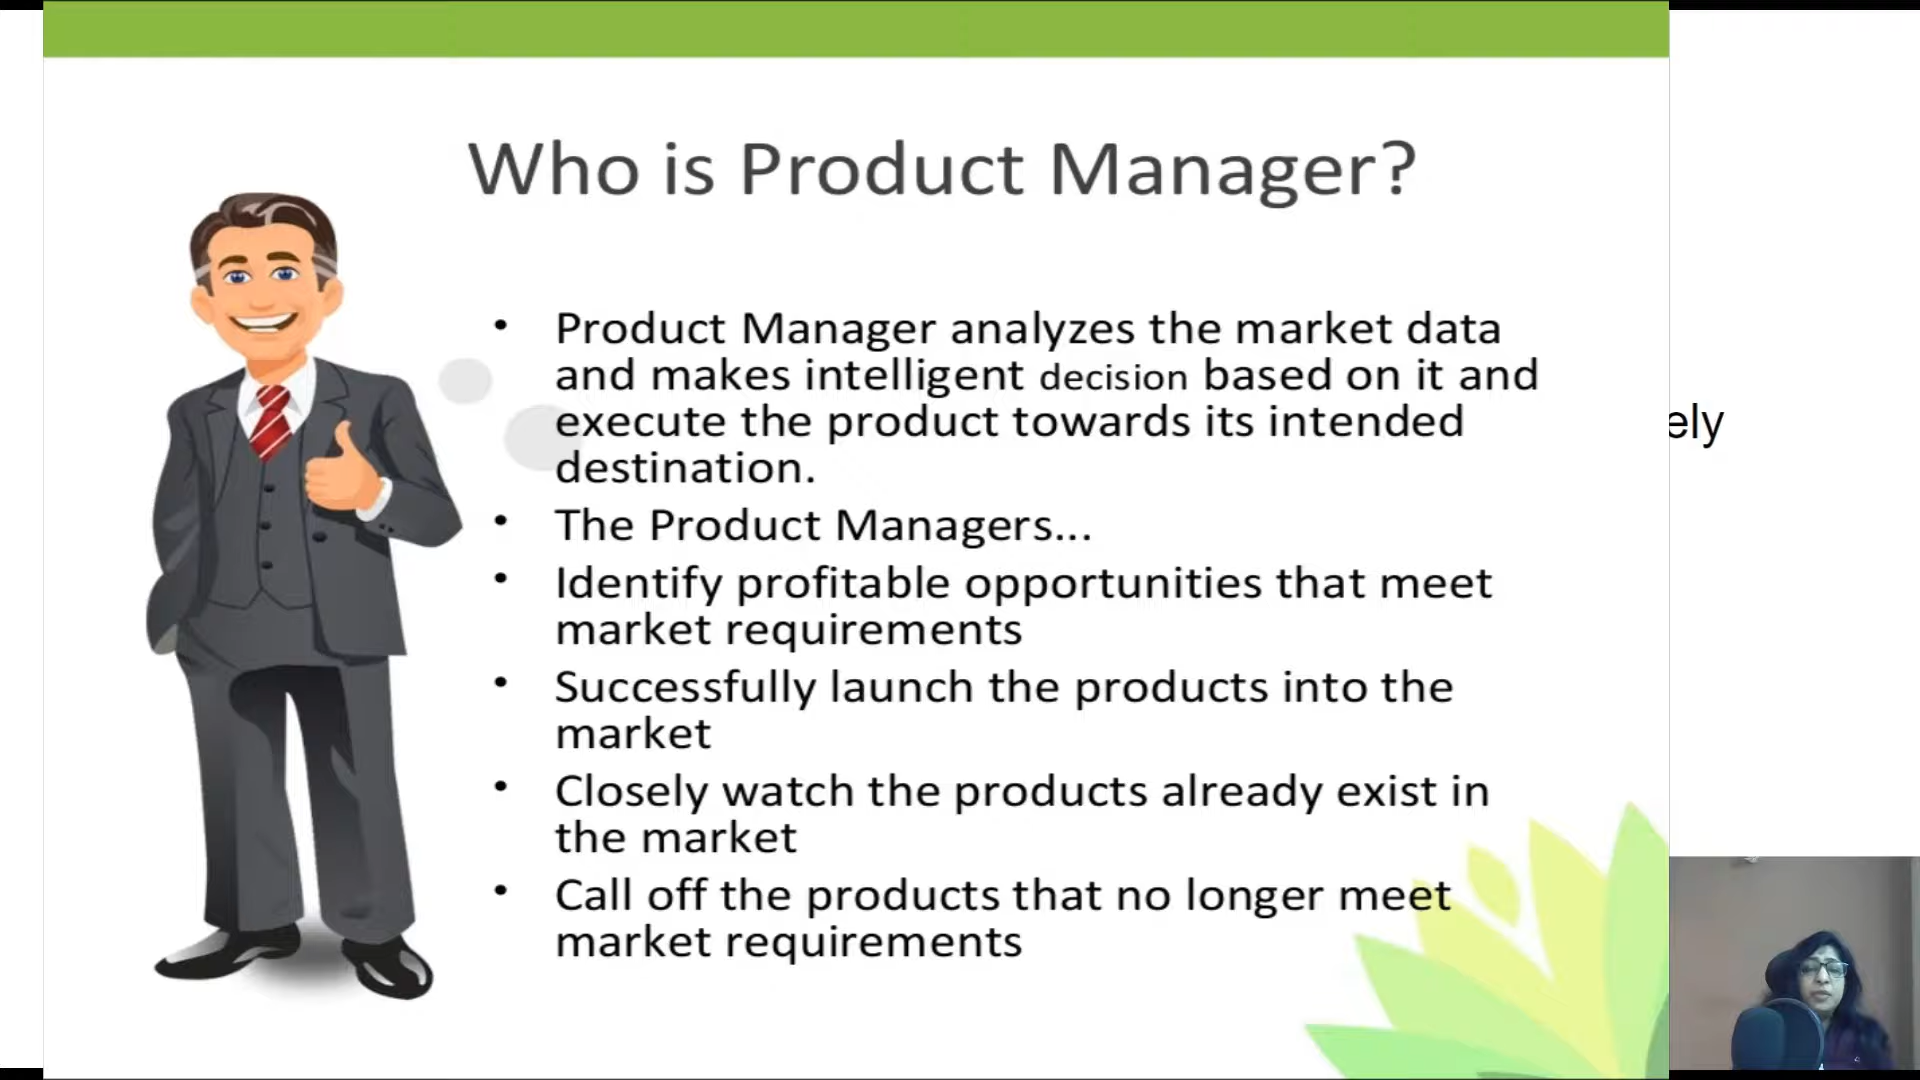 Who is Product Manager?
• Product Manager analyzes the market data
and makes intelligent decision based on it and
execute the product towards its intended
destination.
• The Product Managers...
• Identify profitable opportunities that meet
market requirements
• Successfully launch the products into the
market
• Closely watch the products already exist in
the market
• Call off the products that no longer meet
market requirements
ely